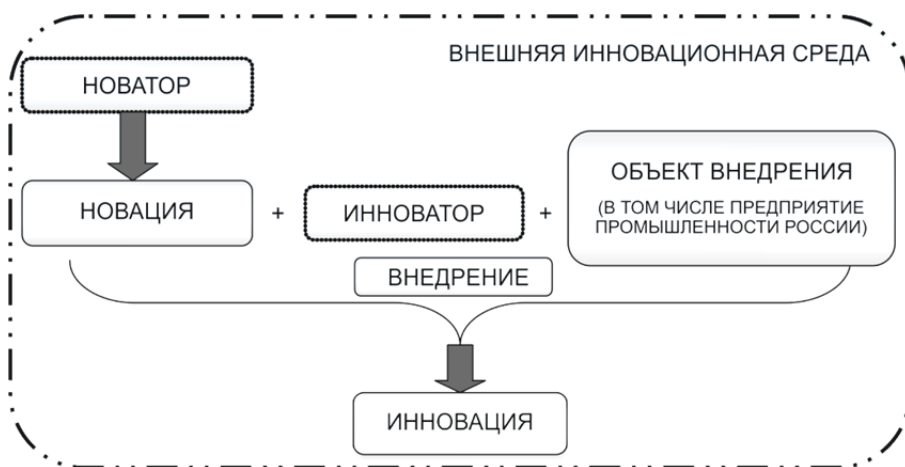 ВНЕШНЯЯ ИННОВАЦИОННАЯ СРЕДА
НОВАТОР
НОВАЦИЯ
+
ИННОВАТОР
+
ОБЪЕКТ ВНЕДРЕНИЯ
(В ТОМ ЧИСЛЕ ПРЕДПРИЯТИЕ
ПРОМЫШЛЕННОСТИ РОССИИ)
ВНЕДРЕНИЕ
ИННОВАЦИЯ